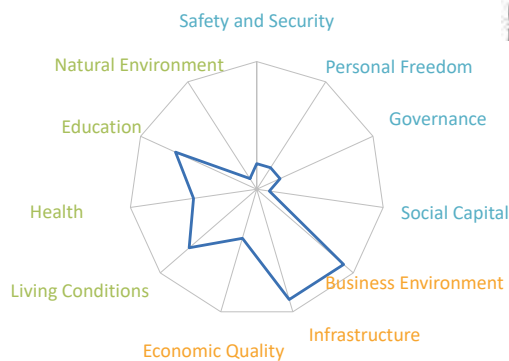 Safety and Security
Natural Environment
Personal Freedom
Education
Governance
Health
Social Capital
Living Conditions
Business Environment
Economic Quality
Infrastructure